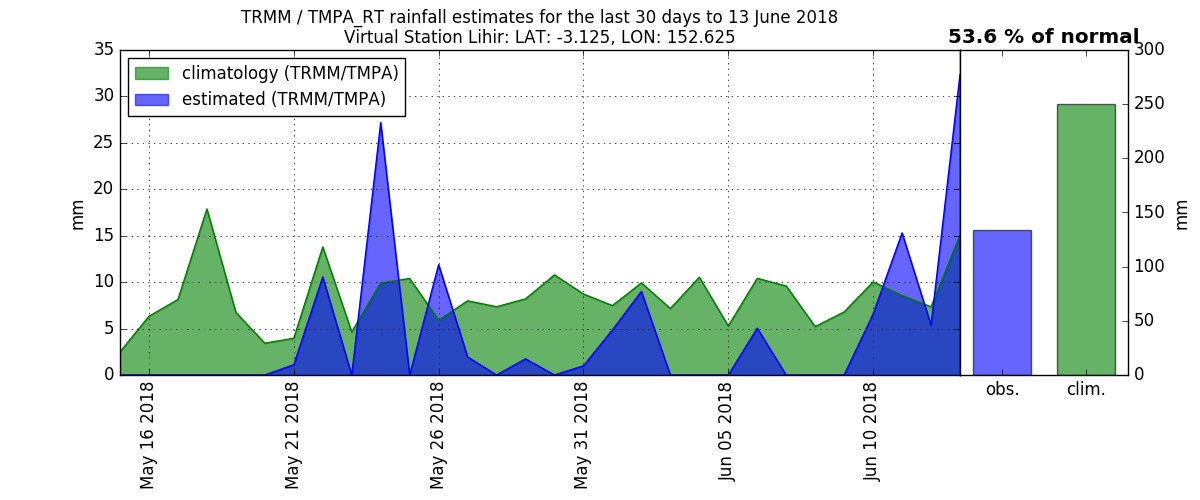 TRMM / TMPA_RT rainfall estimates for the last 30 days to 13 June 2018
Virtual Station Lihir: LAT: -3.125, LON: 152.625
53.6 % of normal
climatology (TRMM/TMPA)
estimated (TRMM/TMPA)
35
30
25
20
15
10
5
0
mm
May 16 2018
May 21 2018
May 26 2018
May 31 2018
Jun 05 2018
Jun 10 2018
obs.
clim.
300
250
200
150
100
50
0
mm